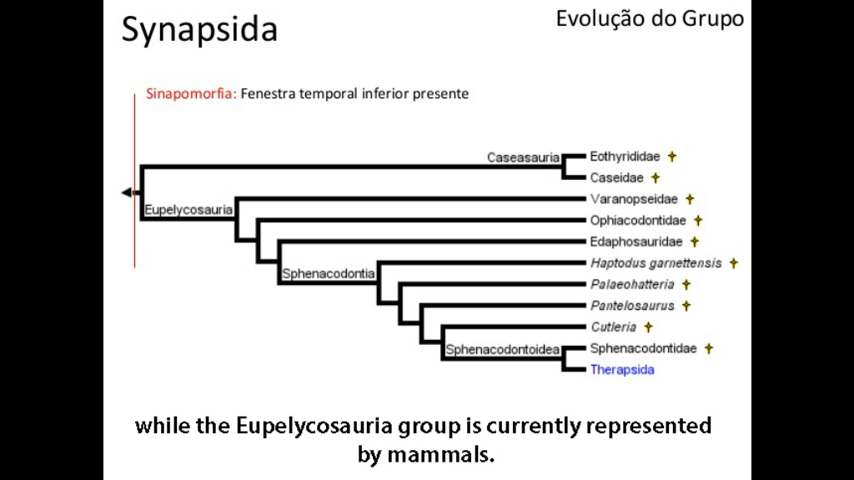 Synapsida
Evolução do Grupo
Sinapomorfia: Fenestra temporal inferior presente
Caseasauria
Eothyrididae
Caseidae
Eupelycosauria
Varanopseidae
Ophiacodontidae
Edaphosauridae
Sphenacodontia
Haptodus garnettensis
Palaeohatteria
Pantelosaurus
Cutleria
Sphenacodontoidea
Sphenacodontidae
Therapsida
while the Eupelycosauria group is currently represented
by mammals.